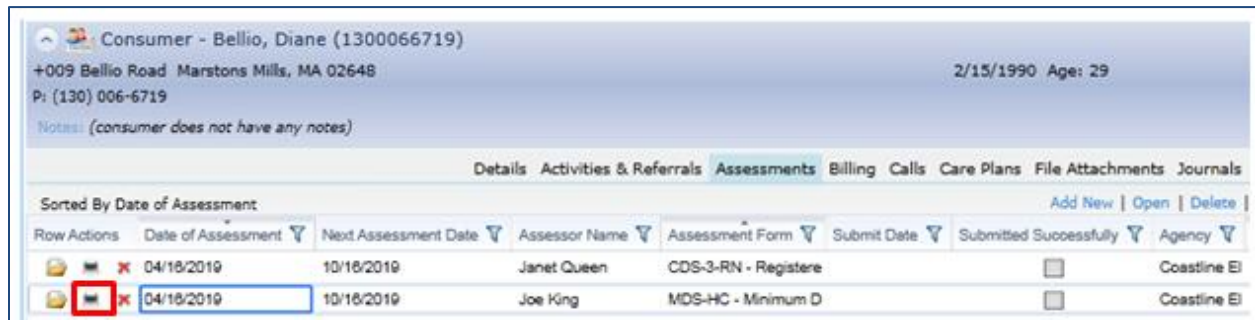 Consumer - Bellio, Diane (1300066719)
+009 Bellio Road Marstons Mills, MA 02648 2/15/1990 Age: 29
P: (130) 006-6719
Notes: (consumer does not have any notes)
Details Activities & Referrals Assessments Billing Calls Care Plans File Attachments Journals
Sorted By Date of Assessment Add New | Open | Delete |
Row Actions Date of Assessment Next Assessment Date Assessor Name Assessment Form Submit Date Submitted Successfully Agency
04/16/2019 10/16/2019 Janet Queen CDS-3-RN - Registere Coastline El
04/16/2019 10/16/2019 Joe King MDS-HC - Minimum D Coastline El